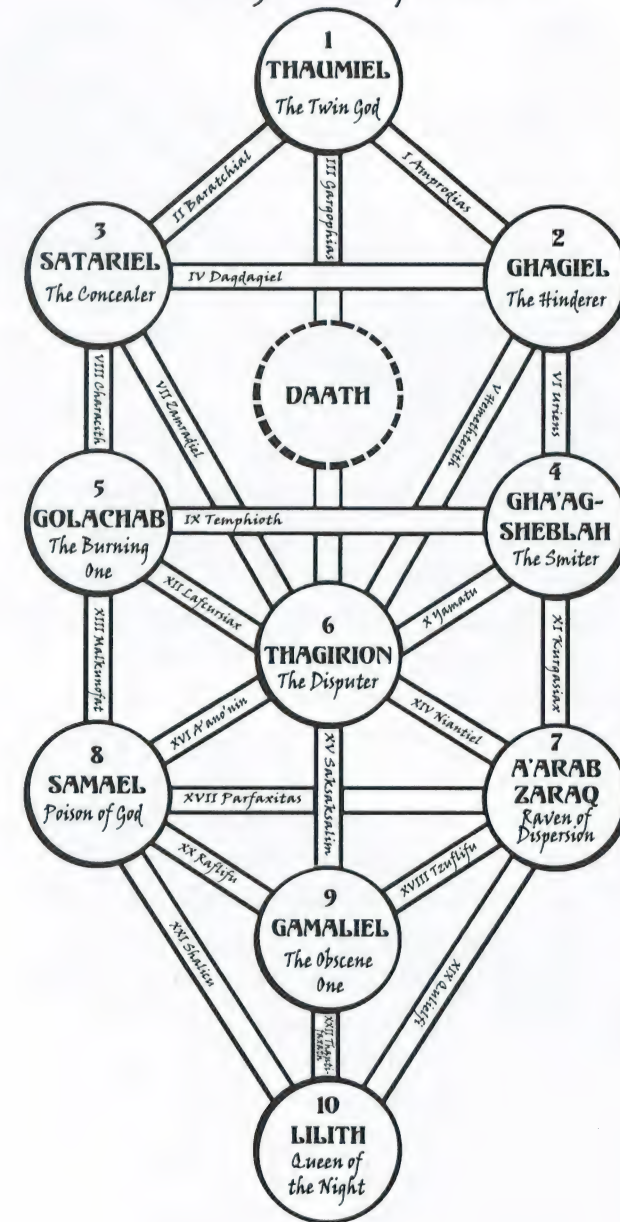 1
THAUMIEL
The Twin God
II Baratchial
III Gargophias
I Amprodias
3
SATARIEL
The Concealer
2
GHAGIEL
The Hinderer
IV Dagdagiel
DAATH
VIII Characith
VII Zamradiel
V Hemethterith
VI Uriens
5
GOLACHAB
The Burning
One
4
GHA'AG-
SHEBLAH
The Smiter
IX Temphioth
XII Lafcursiax
X Yamatu
6
THAGIRION
The Disputer
XIII Malkunofat
XI Kurgasiax
XVI A'ano'nin
XIV Niantiel
8
SAMAEL
Poison of God
7
A'ARAB
ZARAQ
Raven of
Dispersion
XV Saksaksalim
XVII Parfaxitas
XX Raflifu
XVIII Tzuflifu
9
GAMALIEL
The Obscene
One
XXI Shalicu
XIX Qulielfi
XXII Thanti-
faxath
10
LILITH
Queen of
the Night